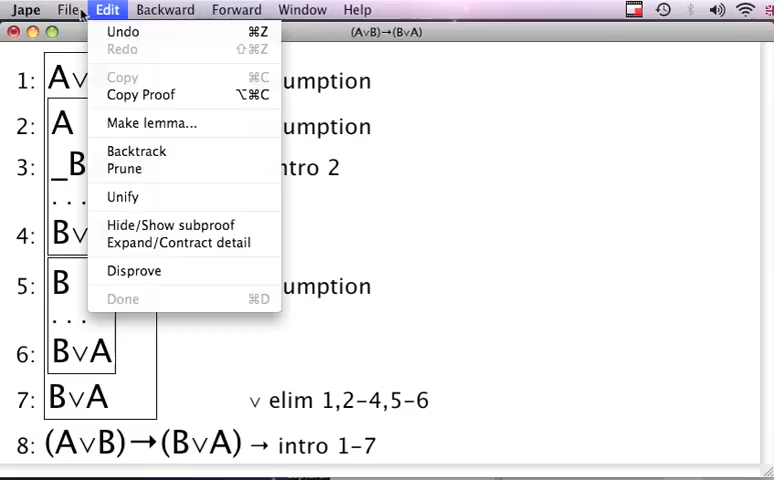 Jape File Edit Backward Forward Window Help
(A∨B)→(B∨A)
Undo ⌘Z
Redo ⇧⌘Z
Copy ⌘C
Copy Proof ⌥⌘C
Make lemma...
Backtrack
Prune
Unify
Hide/Show subproof
Expand/Contract detail
Disprove
Done ⌘D
1: A∨ umption
2: A umption
3: _B ntro 2
...
4: B∨
5: B umption
...
6: B∨A
7: B∨A ∨ elim 1,2-4,5-6
8: (A∨B)→(B∨A) → intro 1-7